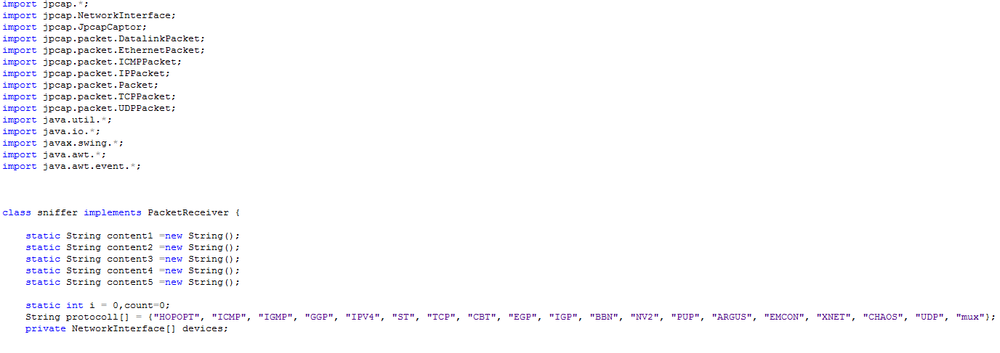 import jpcap.*;
import jpcap.NetworkInterface;
import jpcap.JpcapCaptor;
import jpcap.packet.DatalinkPacket;
import jpcap.packet.EthernetPacket;
import jpcap.packet.ICMPPacket;
import jpcap.packet.IPPacket;
import jpcap.packet.Packet;
import jpcap.packet.TCPPacket;
import jpcap.packet.UDPPacket;
import java.util.*;
import java.io.*;
import javax.swing.*;
import java.awt.*;
import java.awt.event.*;
class sniffer implements PacketReceiver {
static String content1 =new String();
static String content2 =new String();
static String content3 =new String();
static String content4 =new String();
static String content5 =new String();
static int i = 0,count=0;
String protocoll[] = {"HOPOPT", "ICMP", "IGMP", "GGP", "IPV4", "ST", "TCP", "CBT", "EGP", "IGP", "BBN", "NV2", "PUP", "ARGUS", "EMCON", "XNET", "CHAOS", "UDP", "mux"};
private NetworkInterface[] devices;